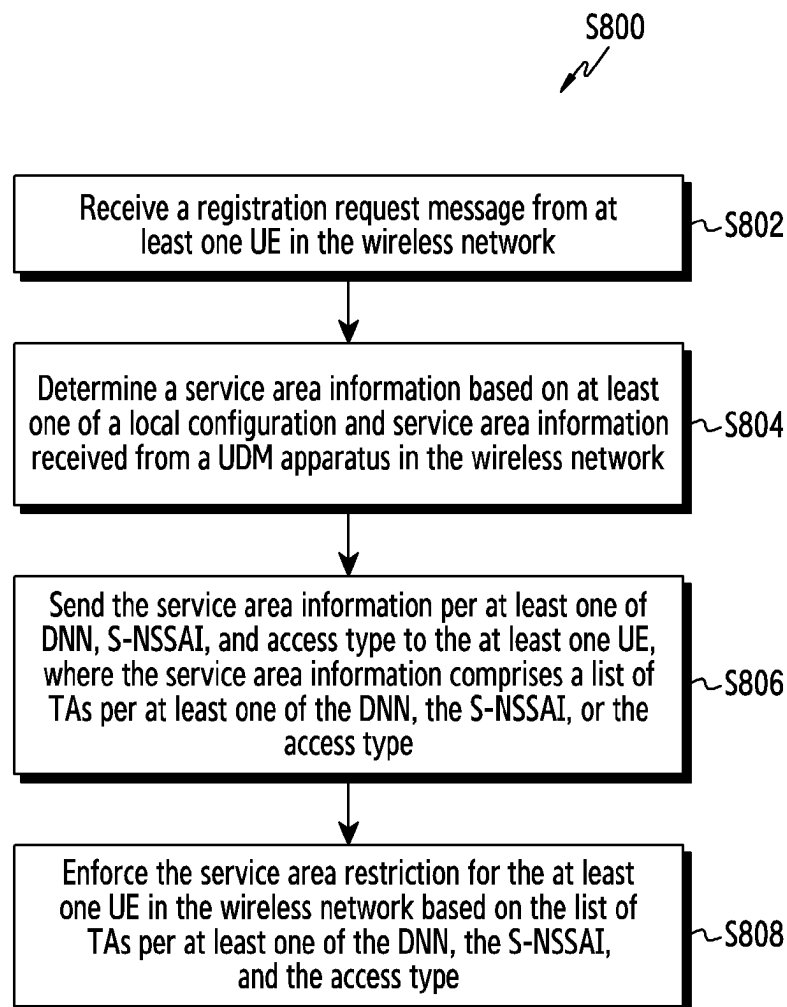 S800
Receive a registration request message from at
least one UE in the wireless network
S802
Determine a service area information based on at least
one of a local configuration and service area information
received from a UDM apparatus in the wireless network
S804
Send the service area information per at least one of
DNN, S-NSSAI, and access type to the at least one UE,
where the service area information comprises a list of
TAs per at least one of the DNN, the S-NSSAI, or the
access type
S806
Enforce the service area restriction for the at least
one UE in the wireless network based on the list of
TAs per at least one of the DNN, the S-NSSAI,
and the access type
S808